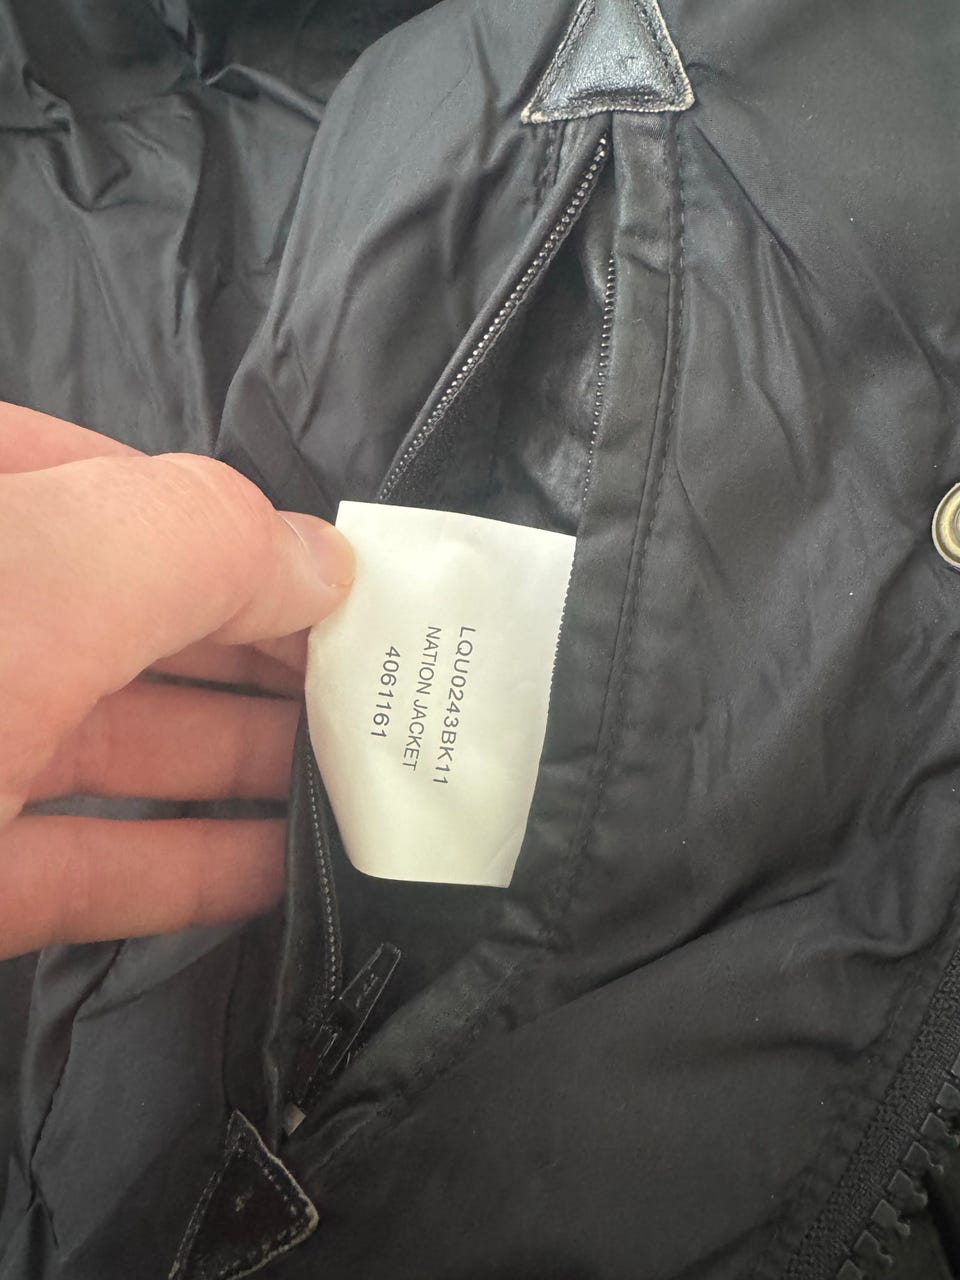 LQU0243BK11
NATION JACKET
4061161